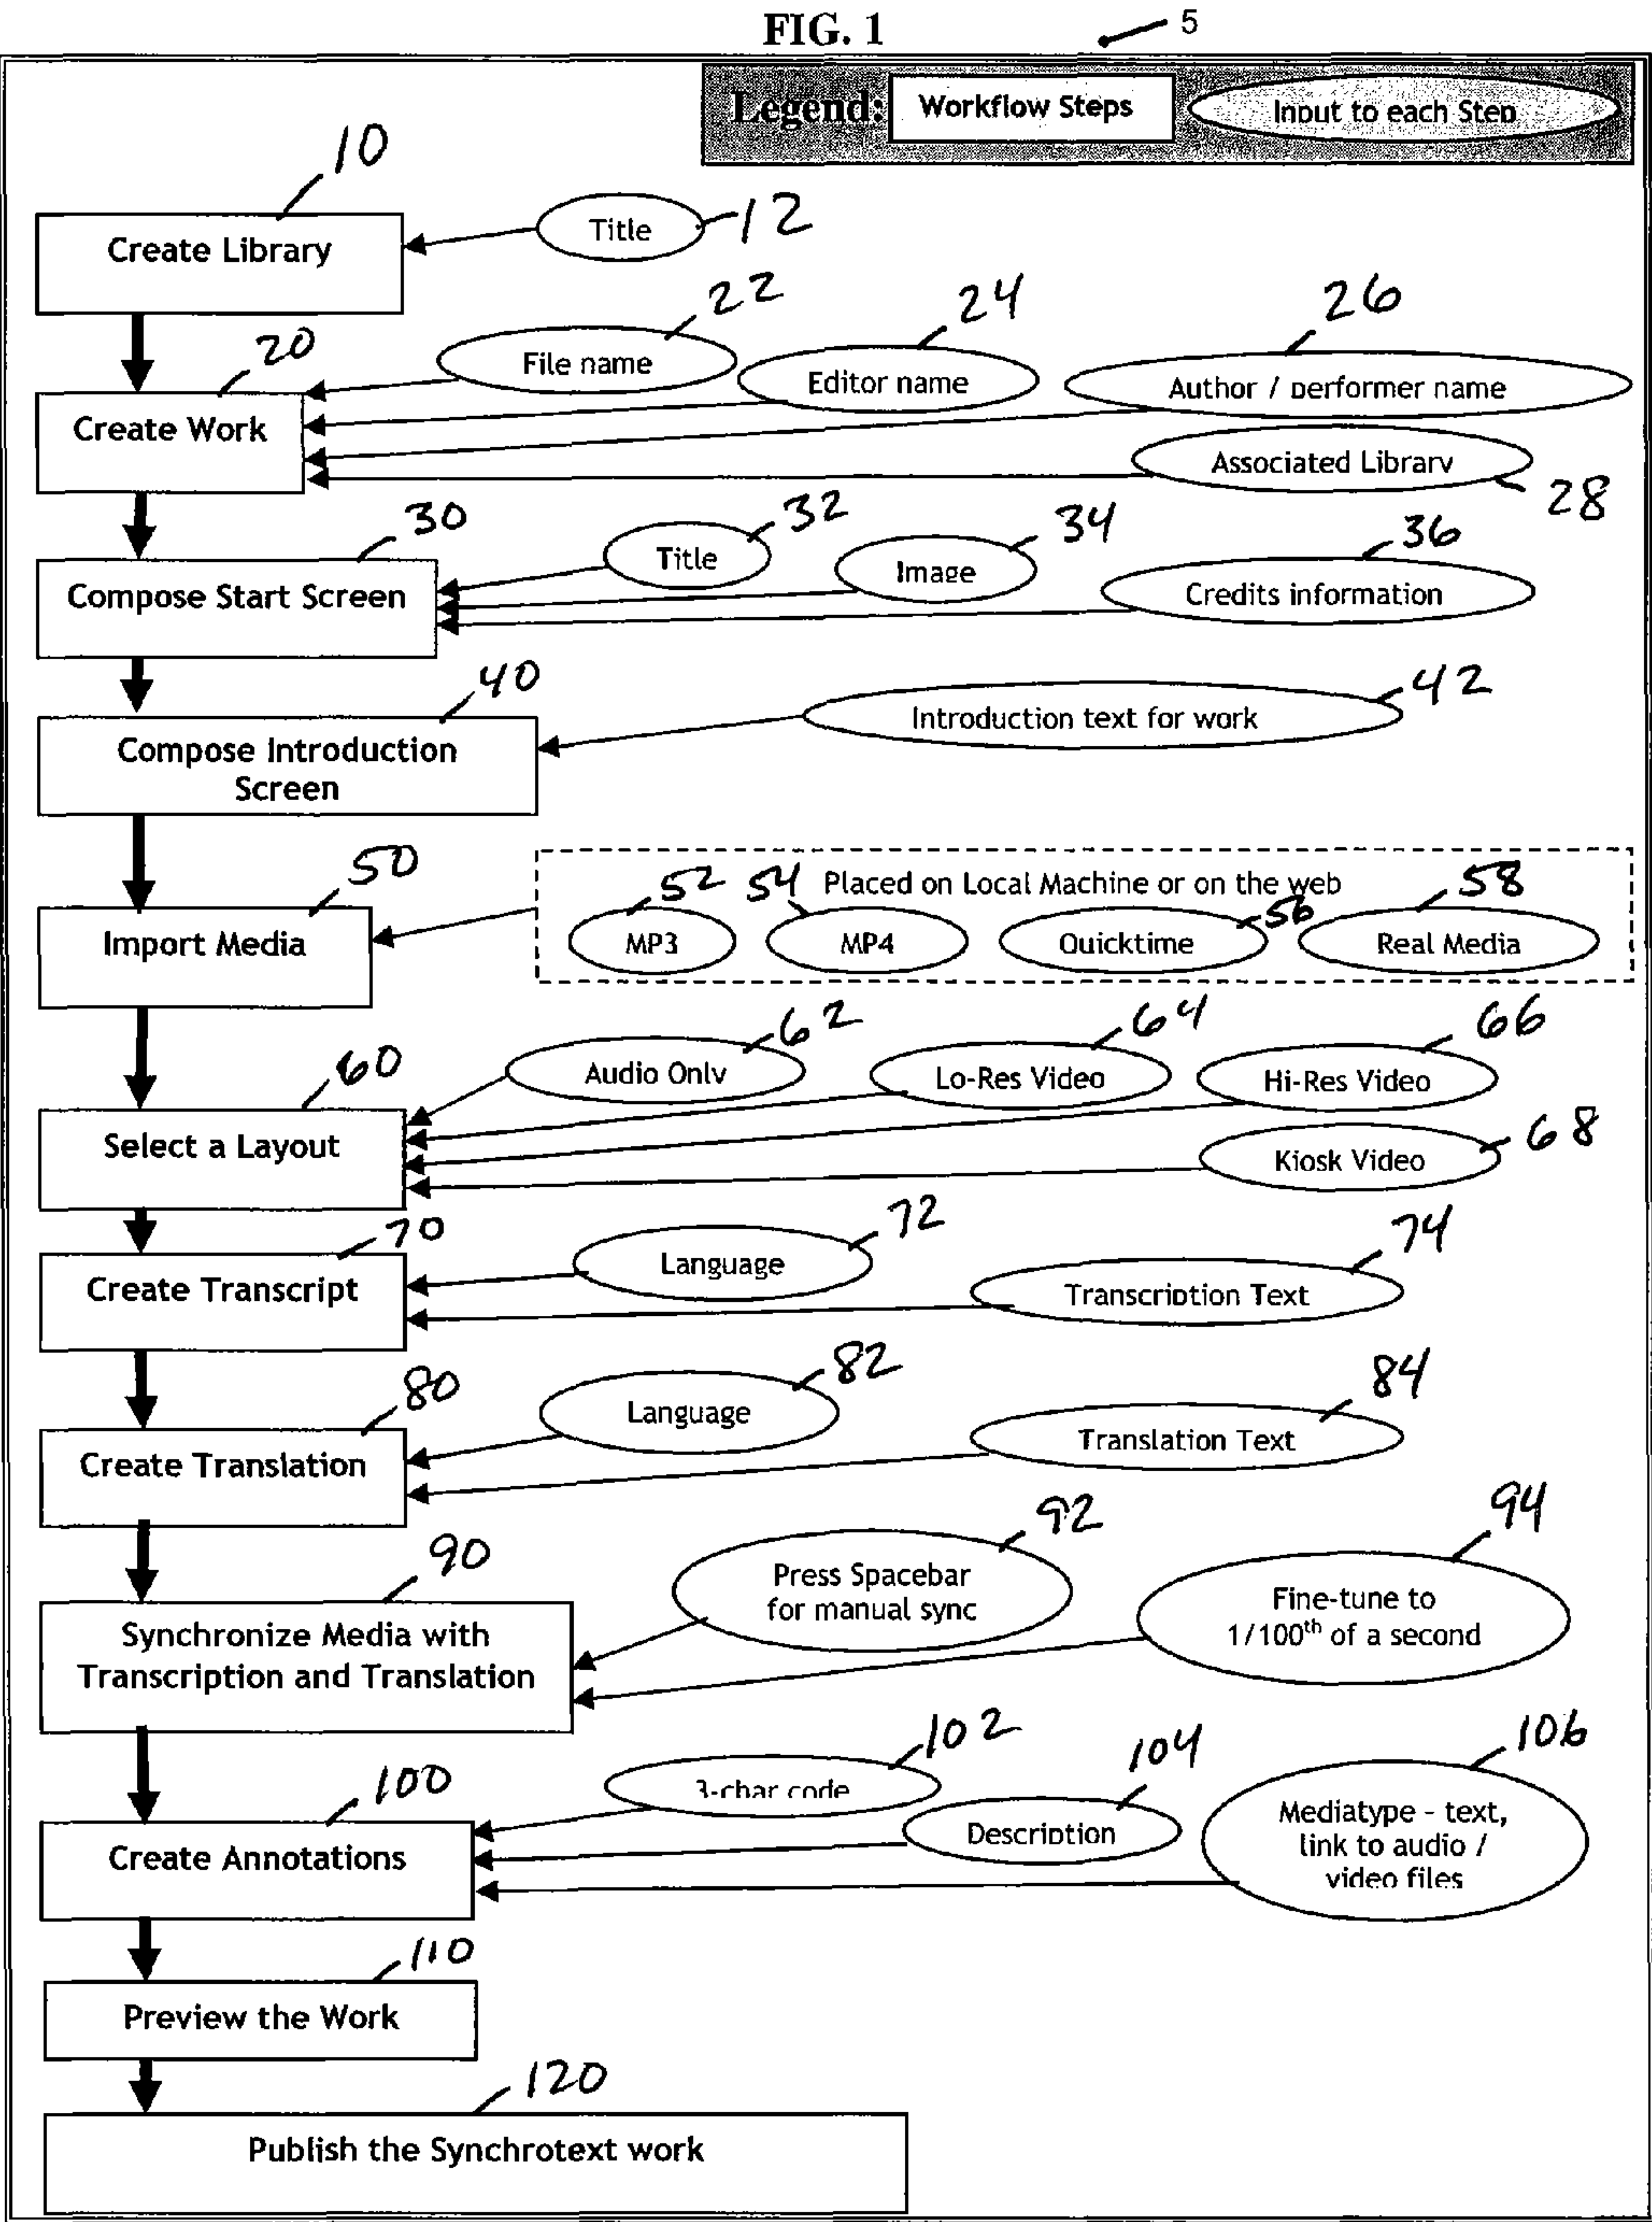 FIG. 1
5
Legend: Workflow Steps Input to each Step
10
Create Library
Title
12
20
22
24
26
File name
Editor name
Author / performer name
Create Work
Associated Library
28
30
32
34
36
Title
Image
Credits information
Compose Start Screen
40
42
Introduction text for work
Compose Introduction
Screen
50
52 54 Placed on Local Machine or on the web 58
56
Import Media
MP3 MP4 Quicktime Real Media
60
62
64
66
Audio Only
Lo-Res Video
Hi-Res Video
Select a Layout
Kiosk Video
68
70
72
74
Language
Create Transcript
Transcription Text
80
82
84
Language
Translation Text
Create Translation
90
92
94
Press Spacebar
for manual sync
Fine-tune to
1/100th of a second
Synchronize Media with
Transcription and Translation
100
102
104
106
3-char code
Description
Mediatype - text,
link to audio /
video files
Create Annotations
110
Preview the Work
120
Publish the Synchrotext work